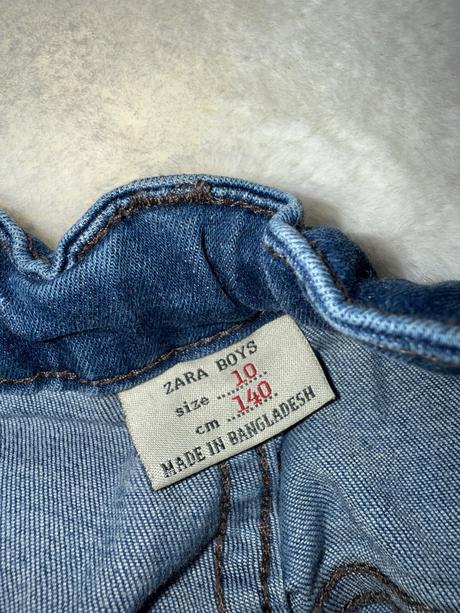 ZARA BOYS
size ....10....
cm ....140....
MADE IN BANGLADESH